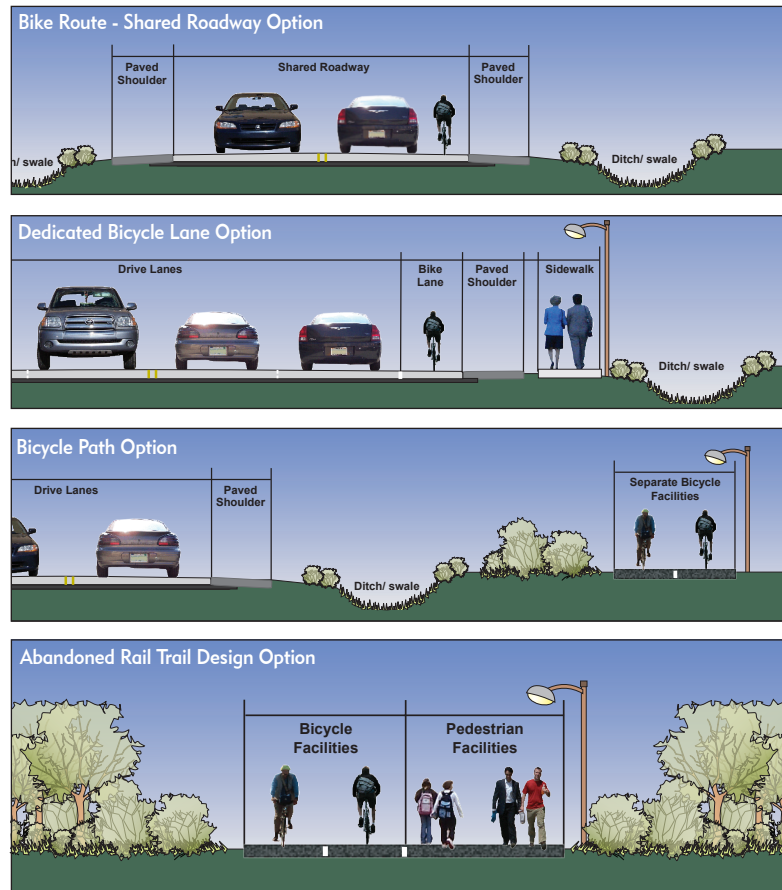 Bike Route - Shared Roadway Option
Paved Shoulder
Shared Roadway
Paved Shoulder
h/ swale
Ditch/ swale
Dedicated Bicycle Lane Option
Drive Lanes
Bike Lane
Paved Shoulder
Sidewalk
Ditch/ swale
Bicycle Path Option
Drive Lanes
Paved Shoulder
Separate Bicycle Facilities
Ditch/ swale
Abandoned Rail Trail Design Option
Bicycle Facilities
Pedestrian Facilities